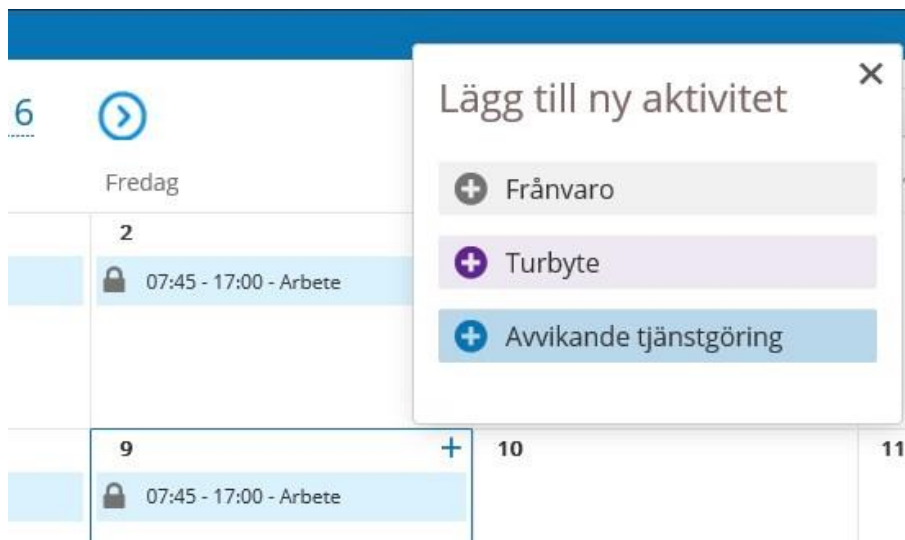 Lägg till ny aktivitet
6
Fredag
Frånvaro
Turbyte
Avvikande tjänstgöring
2
07:45 - 17:00 - Arbete
9
10
11
07:45 - 17:00 - Arbete